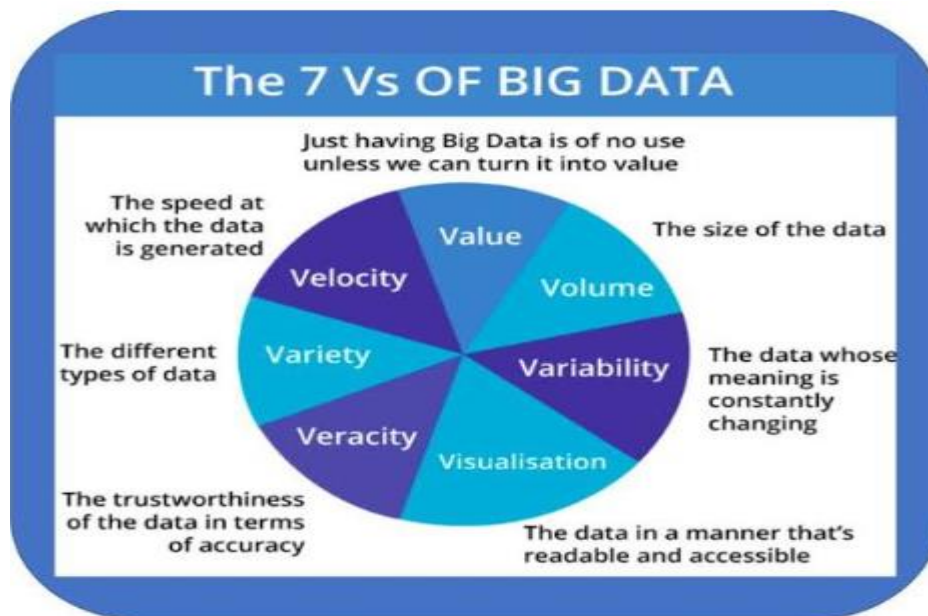 The 7 Vs OF BIG DATA
Just having Big Data is of no use
unless we can turn it into value
Value
The size of the data
Volume
The data whose
meaning is
constantly
changing
Variability
The data in a manner that's
readable and accessible
Visualisation
The trustworthiness
of the data in terms
of accuracy
Veracity
The different
types of data
Variety
The speed at
which the data
is generated
Velocity